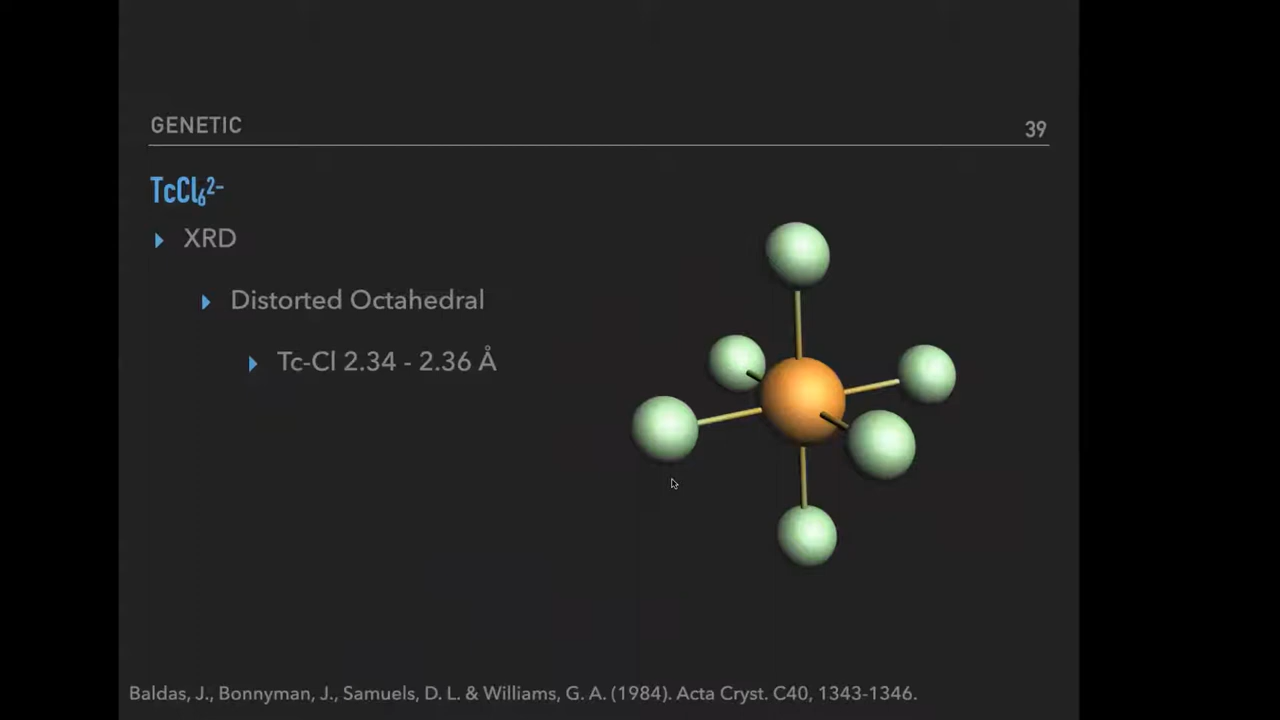 GENETIC
39
TcCl₆²⁻
XRD
Distorted Octahedral
Tc-Cl 2.34 - 2.36 Å
Baldas, J., Bonnyman, J., Samuels, D. L. & Williams, G. A. (1984). Acta Cryst. C40, 1343-1346.